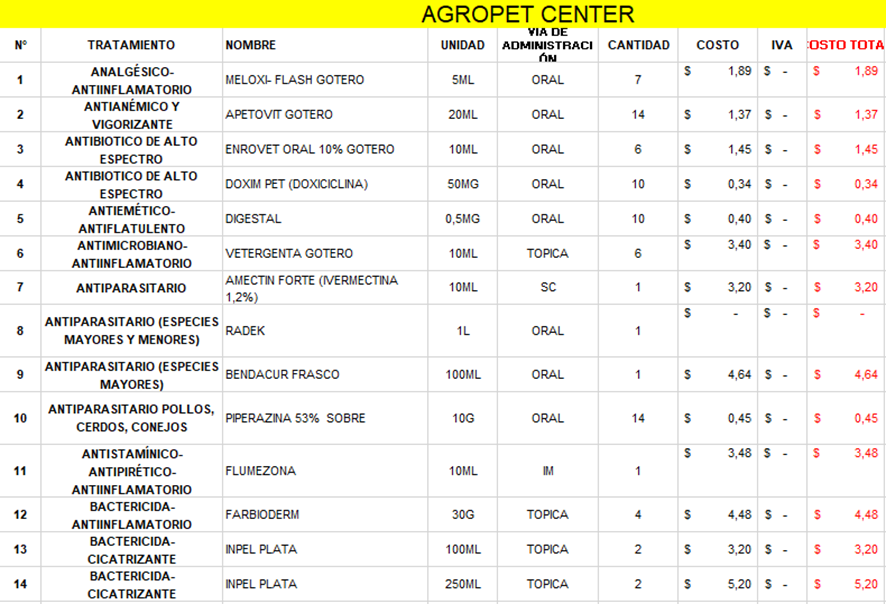 AGROPET CENTER
N° TRATAMIENTO NOMBRE UNIDAD VIA DE ADMINISTRACIÓN CANTIDAD COSTO IVA COSTO TOTA
1 ANALGÉSICO-ANTIINFLAMATORIO MELOXI- FLASH GOTERO 5ML ORAL 7 $ 1,89 $ - $ 1,89
2 ANTIANÉMICO Y VIGORIZANTE APETOVIT GOTERO 20ML ORAL 14 $ 1,37 $ - $ 1,37
3 ANTIBIOTICO DE ALTO ESPECTRO ENROVET ORAL 10% GOTERO 10ML ORAL 6 $ 1,45 $ - $ 1,45
4 ANTIBIOTICO DE ALTO ESPECTRO DOXIM PET (DOXICICLINA) 50MG ORAL 10 $ 0,34 $ - $ 0,34
5 ANTIEMÉTICO-ANTIFLATULENTO DIGESTAL 0,5MG ORAL 10 $ 0,40 $ - $ 0,40
6 ANTIMICROBIANO-ANTIINFLAMATORIO VETERGENTA GOTERO 10ML TOPICA 6 $ 3,40 $ - $ 3,40
7 ANTIPARASITARIO AMECTIN FORTE (IVERMECTINA 1,2%) 10ML SC 1 $ 3,20 $ - $ 3,20
8 ANTIPARASITARIO (ESPECIES MAYORES Y MENORES) RADEK 1L ORAL 1 $ - $ - $ -
9 ANTIPARASITARIO (ESPECIES MAYORES) BENDACUR FRASCO 100ML ORAL 1 $ 4,64 $ - $ 4,64
10 ANTIPARASITARIO POLLOS, CERDOS, CONEJOS PIPERAZINA 53% SOBRE 10G ORAL 14 $ 0,45 $ - $ 0,45
11 ANTISTAMÍNICO-ANTIPIRÉTICO-ANTIINFLAMATORIO FLUMEZONA 10ML IM 1 $ 3,48 $ - $ 3,48
12 BACTERICIDA-ANTIINFLAMATORIO FARBIODERM 30G TOPICA 4 $ 4,48 $ - $ 4,48
13 BACTERICIDA-CICATRIZANTE INPEL PLATA 100ML TOPICA 2 $ 3,20 $ - $ 3,20
14 BACTERICIDA-CICATRIZANTE INPEL PLATA 250ML TOPICA 2 $ 5,20 $ - $ 5,20